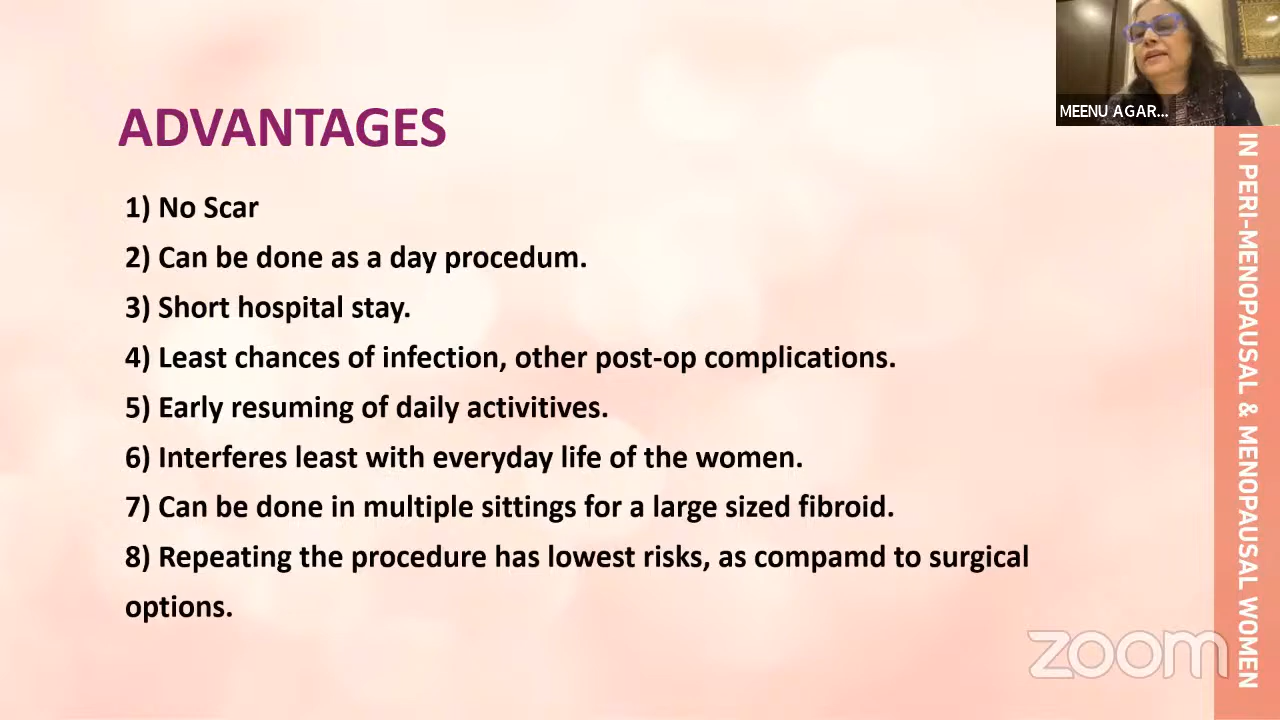 MEENU AGAR...
ADVANTAGES
1) No Scar
2) Can be done as a day procedum.
3) Short hospital stay.
4) Least chances of infection, other post-op complications.
5) Early resuming of daily activitives.
6) Interferes least with everyday life of the women.
7) Can be done in multiple sittings for a large sized fibroid.
8) Repeating the procedure has lowest risks, as compamd to surgical
options.
IN PERI-MENOPAUSAL & MENOPAUSAL WOMEN
zoom